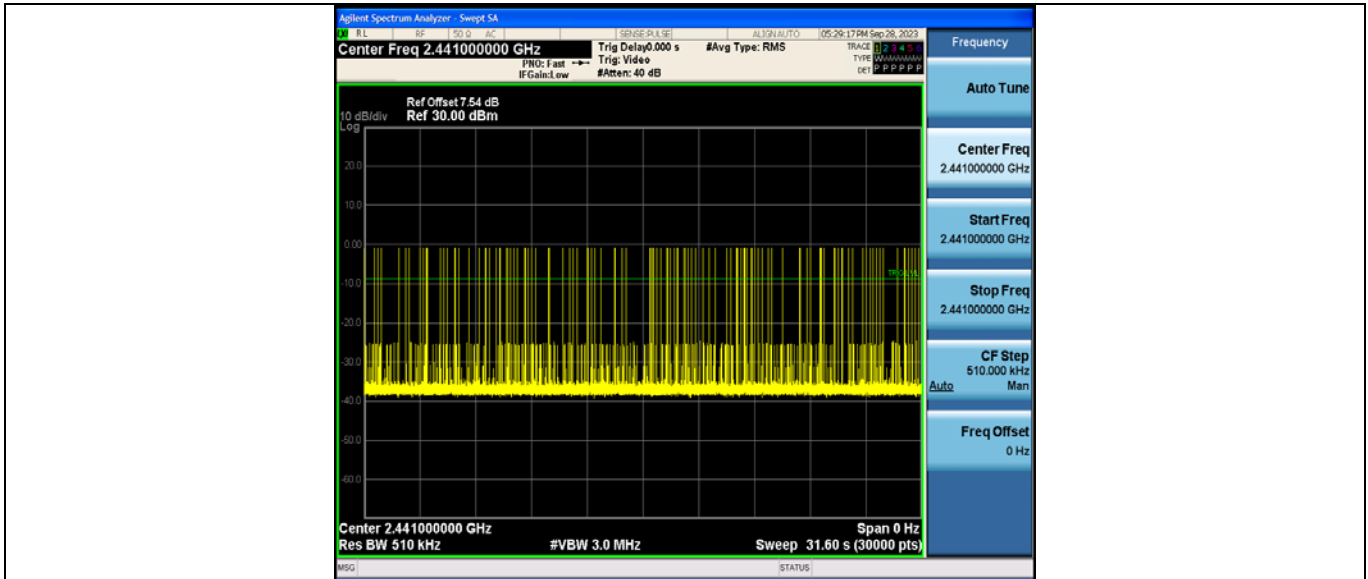 Agilent Spectrum Analyzer - Swept SA
RL RF 50 Ω AC SENSE:PULSE ALIGNAUTO 05:29:17 PM Sep 28, 2023
Center Freq 2.441000000 GHz
PNO: Fast
IFGain:Low
Trig Delay0.000 s
Trig: Video
#Atten: 40 dB
#Avg Type: RMS
TRACE 1 2 3 4 5 6
TYPE WWWWWW
DET P P P P P P
Ref Offset 7.54 dB
10 dB/div Ref 30.00 dBm
Log
20.0
10.0
0.00
-10.0
-20.0
-30.0
-40.0
-50.0
-60.0
Center 2.441000000 GHz Span 0 Hz
Res BW 510 kHz #VBW 3.0 MHz Sweep 31.60 s (30000 pts)
MSG STATUS
Frequency
Auto Tune
Center Freq
2.441000000 GHz
Start Freq
2.441000000 GHz
Stop Freq
2.441000000 GHz
CF Step
510.000 kHz
Auto Man
Freq Offset
0 Hz